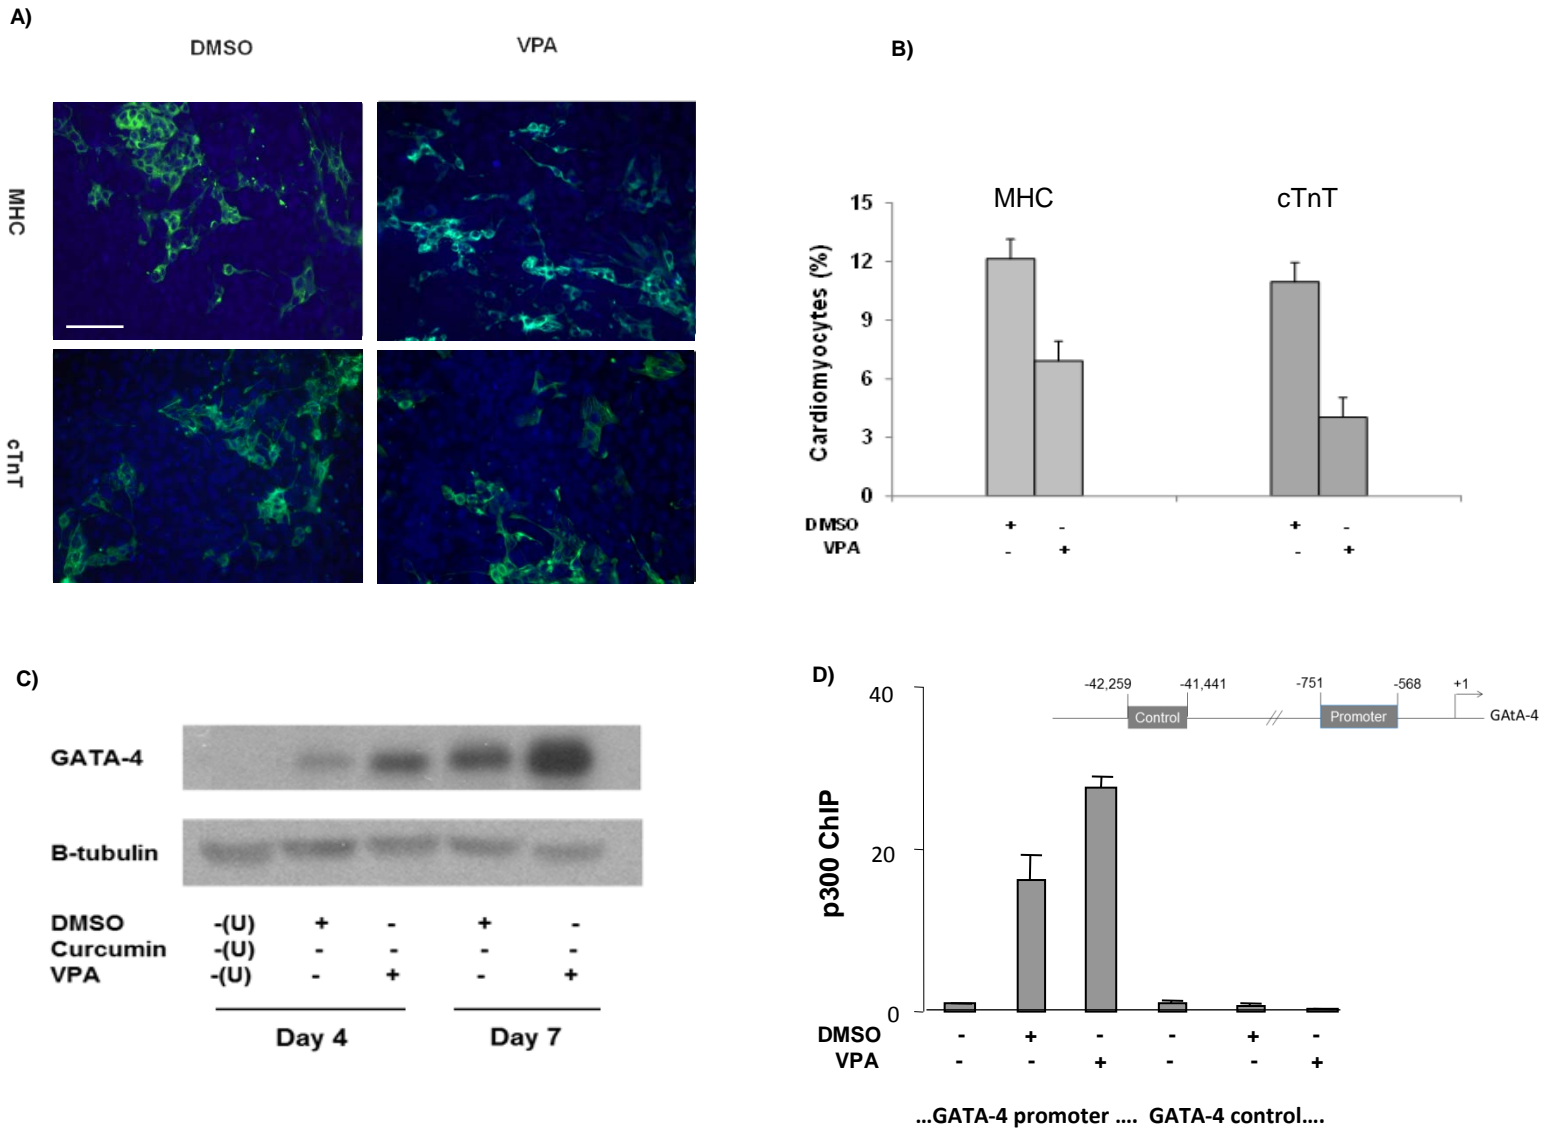 A)
DMSO VPA
MHC
cTnT
B)
MHC cTnT
15
12
9
6
3
0
Cardiomyocytes (%)
DMSO + - + -
VPA - + - +
C)
GATA-4
B-tubulin
DMSO -(U) + - + -
Curcumin -(U) - - - -
VPA -(U) - + - +
Day 4 Day 7
D)
-42,259 -41,441 -751 -568 +1
Control Promoter GAtA-4
40
20
0
p300 ChIP
DMSO - + - - + -
VPA - - + - - +
...GATA-4 promoter .... GATA-4 control....